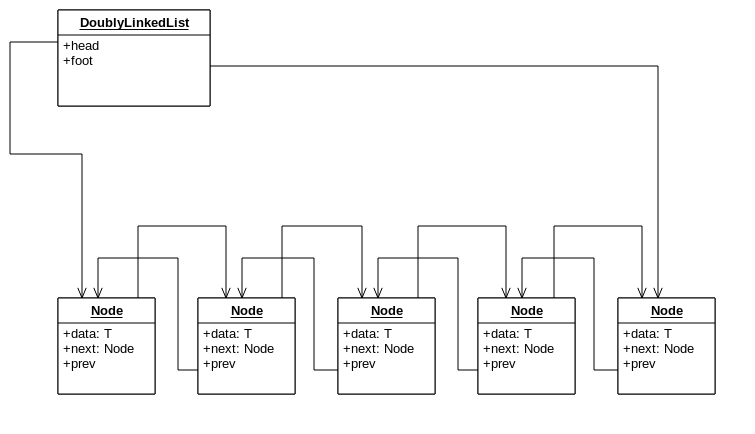 DoublyLinkedList
+head
+foot
Node
+data: T
+next: Node
+prev
Node
+data: T
+next: Node
+prev
Node
+data: T
+next: Node
+prev
Node
+data: T
+next: Node
+prev
Node
+data: T
+next: Node
+prev